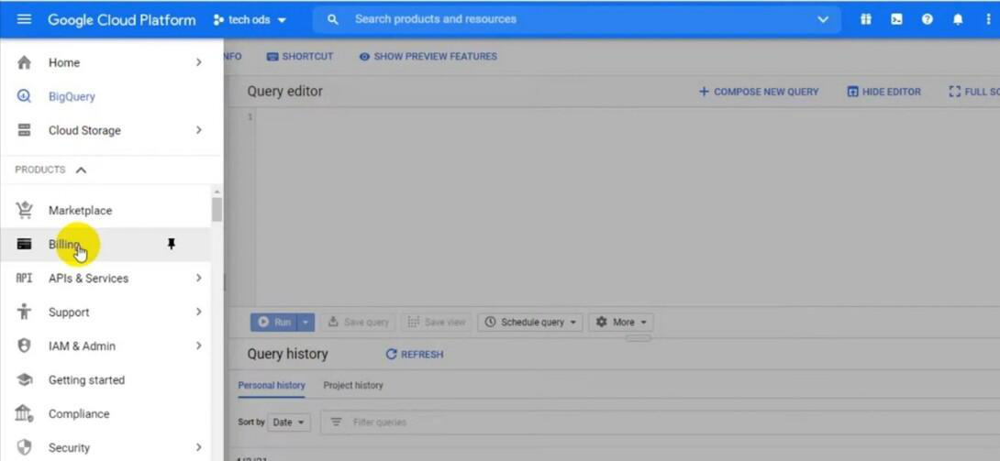 Google Cloud Platform tech ods Search products and resources
Home
BigQuery
Cloud Storage
PRODUCTS
Marketplace
Billing
API APIs & Services
Support
IAM & Admin
Getting started
Compliance
Security
SHORTCUT SHOW PREVIEW FEATURES
Query editor COMPOSE NEW QUERY HIDE EDITOR
1
Run Save query Save view Schedule query More
Query history REFRESH
Personal history Project history
Sort by Date Filter queries